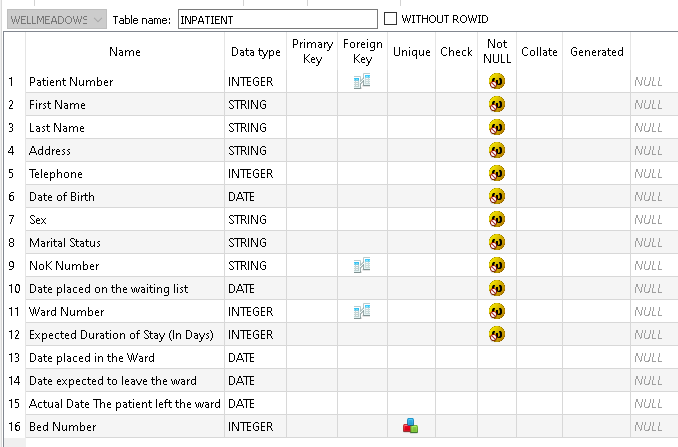 WELLMEADOWS Table name: INPATIENT WITHOUT ROWID
Name Data type Primary Key Foreign Key Unique Check Not NULL Collate Generated
1 Patient Number INTEGER NULL
2 First Name STRING NULL
3 Last Name STRING NULL
4 Address STRING NULL
5 Telephone INTEGER NULL
6 Date of Birth DATE NULL
7 Sex STRING NULL
8 Marital Status STRING NULL
9 NoK Number STRING NULL
10 Date placed on the waiting list DATE NULL
11 Ward Number INTEGER NULL
12 Expected Duration of Stay (In Days) INTEGER NULL
13 Date placed in the Ward DATE NULL
14 Date expected to leave the ward DATE NULL
15 Actual Date The patient left the ward DATE NULL
16 Bed Number INTEGER NULL